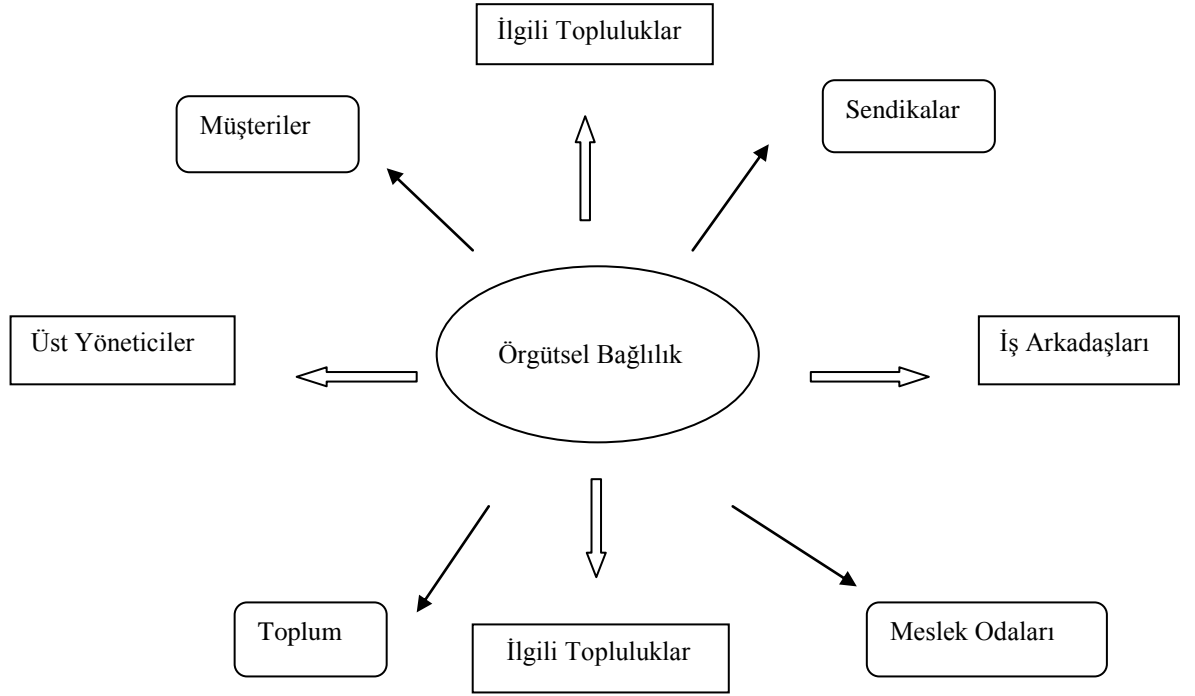 İlgili Topluluklar
Müşteriler
Sendikalar
Üst Yöneticiler
Örgütsel Bağlılık
İş Arkadaşları
Toplum
İlgili Topluluklar
Meslek Odaları